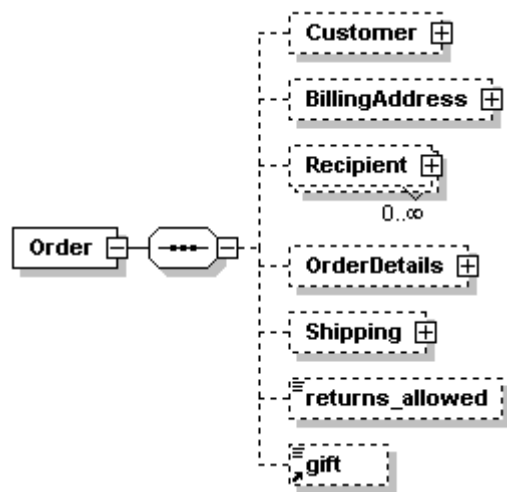 Customer
BillingAddress
Recipient
0..∞
Order
OrderDetails
Shipping
returns_allowed
gift